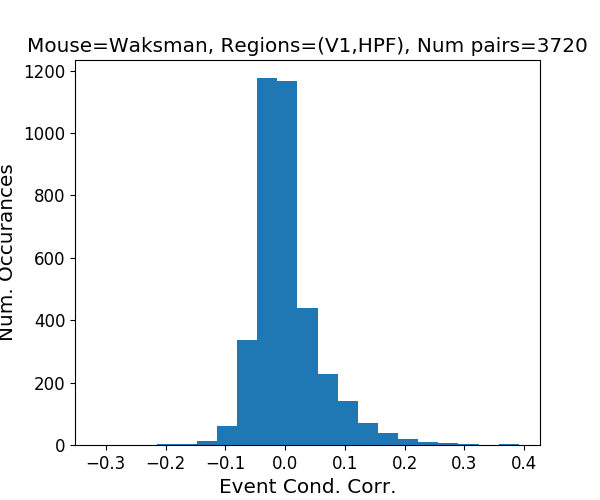 Mouse=Waksman, Regions=(V1,HPF), Num pairs=3720
Num. Occurances
1200
1000
800
600
400
200
0
−0.3 −0.2 −0.1 0.0 0.1 0.2 0.3 0.4
Event Cond. Corr.